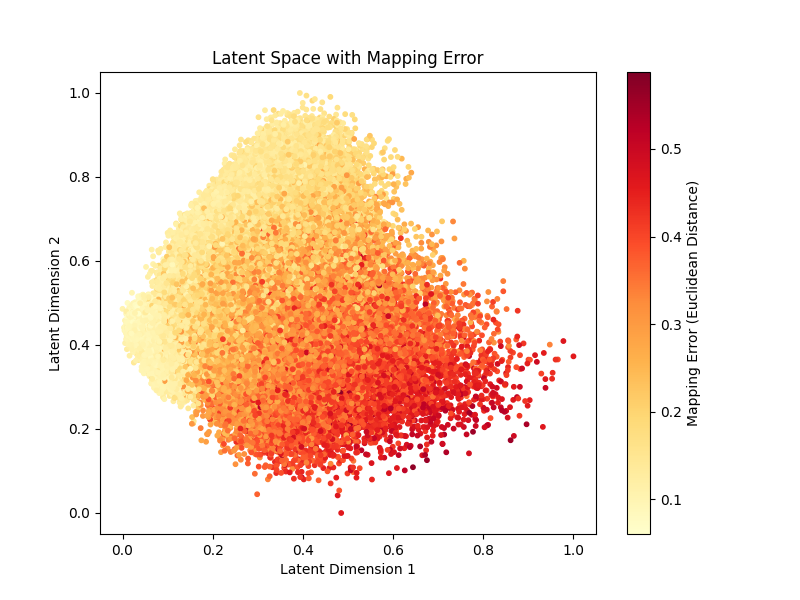 Latent Space with Mapping Error
1.0
0.8
0.6
0.4
0.2
0.0
Latent Dimension 2
0.0 0.2 0.4 0.6 0.8 1.0
Latent Dimension 1
0.5
0.4
0.3
0.2
0.1
Mapping Error (Euclidean Distance)